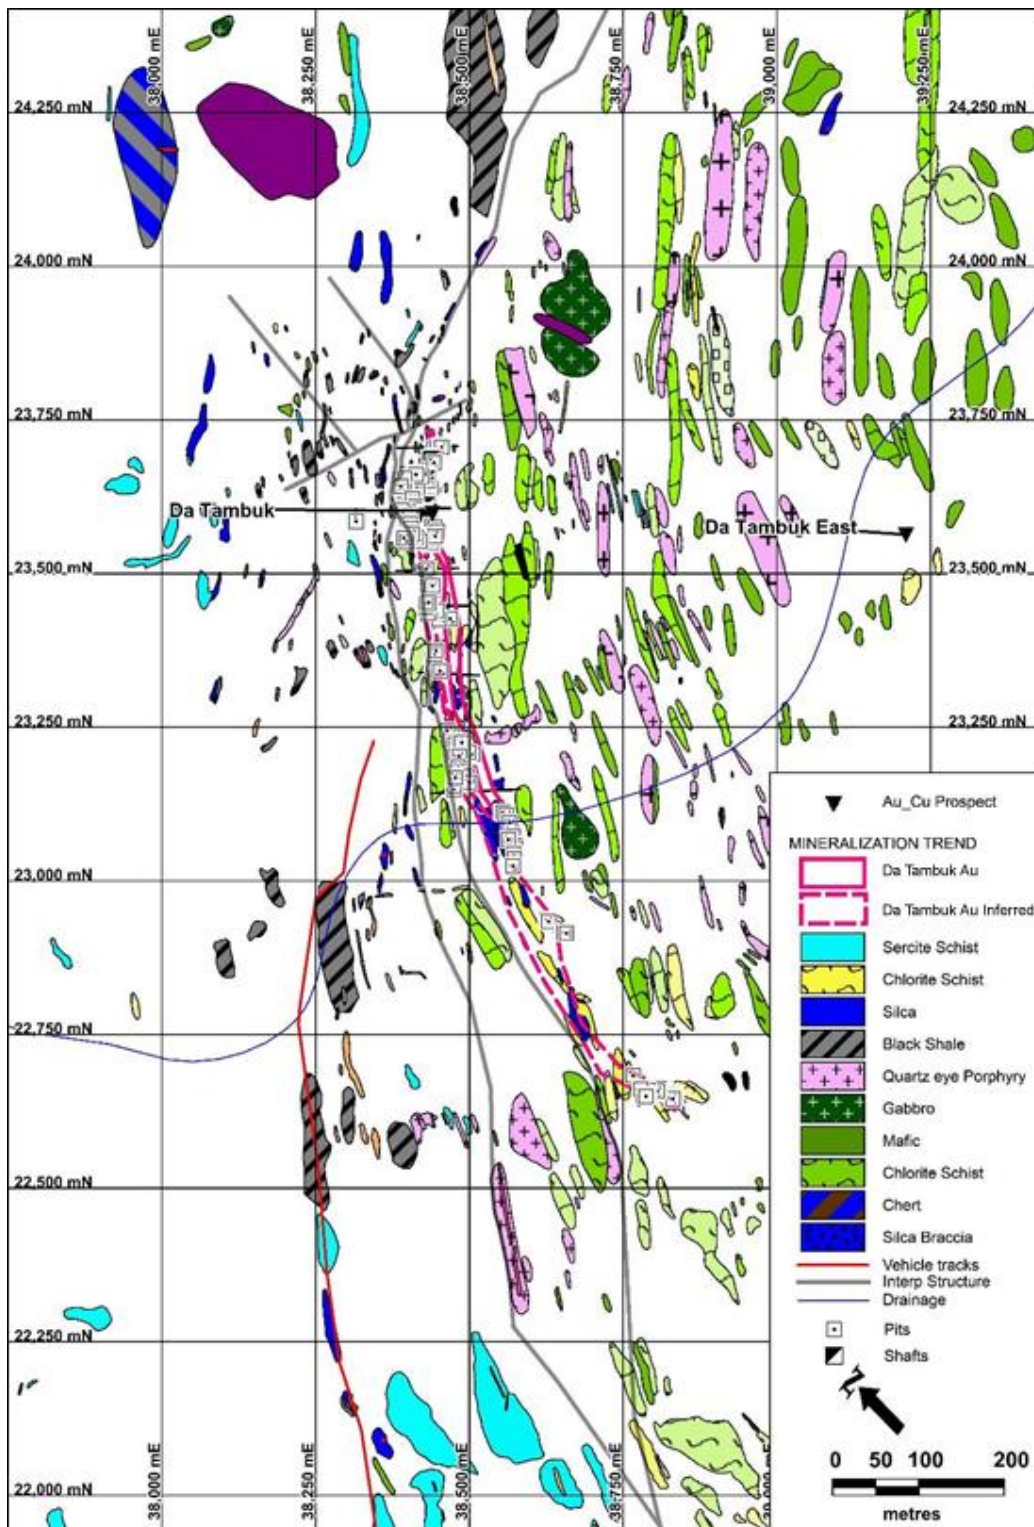 38,000 mE
38,250 mE
38,500 mE
38,750 mE
39,000 mE
39,250 mE
24,250 mN
24,250 mN
24,000 mN
24,000 mN
23,750 mN
23,750 mN
Da Tambuk
Da Tambuk East
23,500 mN
23,500 mN
23,250 mN
23,250 mN
23,000 mN
22,750 mN
22,500 mN
22,250 mN
22,000 mN
38,000 mE
38,250 mE
38,500 mE
38,750 mE
39,000 mE
Au_Cu Prospect
MINERALIZATION TREND
Da Tambuk Au
Da Tambuk Au Inferred
Sercite Schist
Chlorite Schist
Silca
Black Shale
Quartz eye Porphyry
Gabbro
Mafic
Chlorite Schist
Chert
Silca Braccia
Vehicle tracks
Interp Structure
Drainage
Pits
Shafts
N
0 50 100 200
metres